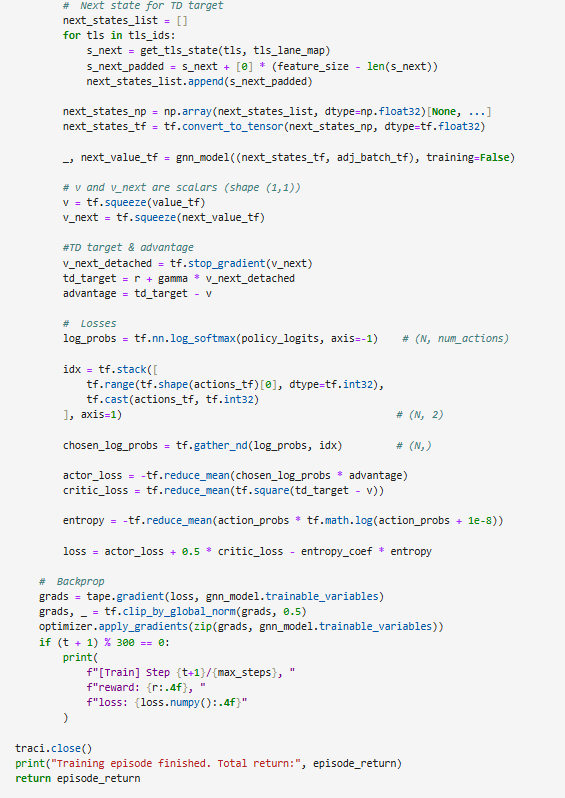 #  Next state for TD target
next_states_list = []
for tls in tls_ids:
    s_next = get_tls_state(tls, tls_lane_map)
    s_next_padded = s_next + [0] * (feature_size - len(s_next))
    next_states_list.append(s_next_padded)
next_states_np = np.array(next_states_list, dtype=np.float32)[None, ...]
next_states_tf = tf.convert_to_tensor(next_states_np, dtype=tf.float32)
_, next_value_tf = gnn_model((next_states_tf, adj_batch_tf), training=False)
# v and v_next are scalars (shape (1,1))
v = tf.squeeze(value_tf)
v_next = tf.squeeze(next_value_tf)
#TD target & advantage
v_next_detached = tf.stop_gradient(v_next)
td_target = r + gamma * v_next_detached
advantage = td_target - v
#  Losses
log_probs = tf.nn.log_softmax(policy_logits, axis=-1)    # (N, num_actions)
idx = tf.stack([
    tf.range(tf.shape(actions_tf)[0], dtype=tf.int32),
    tf.cast(actions_tf, tf.int32)
], axis=1)                                              # (N, 2)
chosen_log_probs = tf.gather_nd(log_probs, idx)         # (N,)
actor_loss = -tf.reduce_mean(chosen_log_probs * advantage)
critic_loss = tf.reduce_mean(tf.square(td_target - v))
entropy = -tf.reduce_mean(action_probs * tf.math.log(action_probs + 1e-8))
loss = actor_loss + 0.5 * critic_loss - entropy_coef * entropy
#  Backprop
grads = tape.gradient(loss, gnn_model.trainable_variables)
grads, _ = tf.clip_by_global_norm(grads, 0.5)
optimizer.apply_gradients(zip(grads, gnn_model.trainable_variables))
if (t + 1) % 300 == 0:
    print(
        f"[Train] Step {t+1}/{max_steps}, "
        f"reward: {r:.4f}, "
        f"loss: {loss.numpy():.4f}"
    )
traci.close()
print("Training episode finished. Total return:", episode_return)
return episode_return